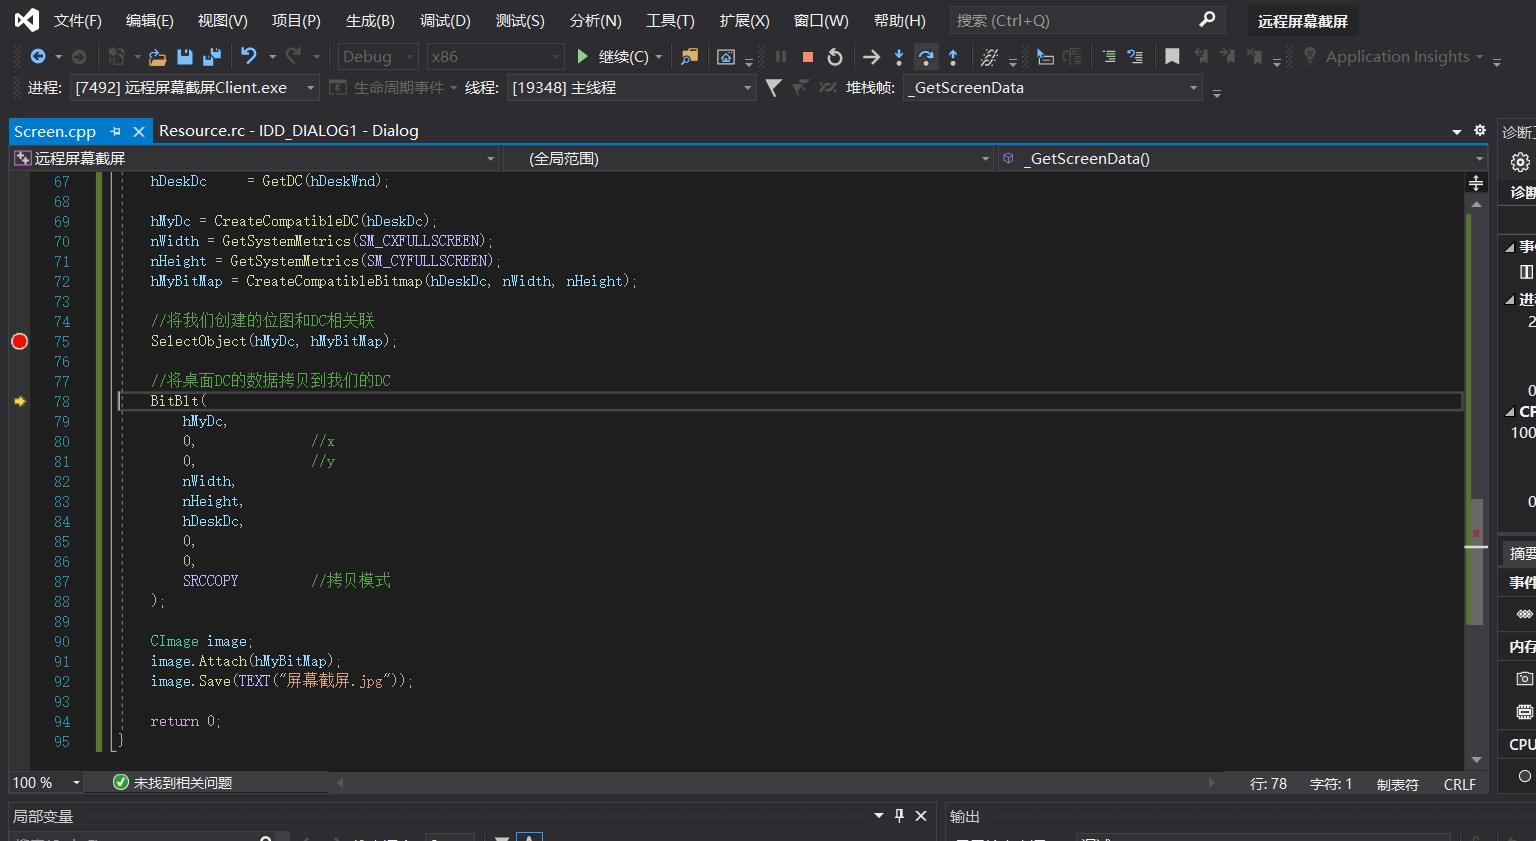 文件(F) 编辑(E) 视图(V) 项目(P) 生成(B) 调试(D) 测试(S) 分析(N) 工具(T) 扩展(X) 窗口(W) 帮助(H) 搜索 (Ctrl+Q) 远程屏幕截屏
Debug x86 继续(C) Application Insights
进程: [7492] 远程屏幕截屏Client.exe 生命周期事件 线程: [19348] 主线程 堆栈帧: _GetScreenData
Screen.cpp Resource.rc - IDD_DIALOG1 - Dialog
远程屏幕截屏 (全局范围) _GetScreenData()
67 hDeskDc = GetDC(hDeskWnd);
68
69 hMyDc = CreateCompatibleDC(hDeskDc);
70 nWidth = GetSystemMetrics(SM_CXFULLSCREEN);
71 nHeight = GetSystemMetrics(SM_CYFULLSCREEN);
72 hMyBitMap = CreateCompatibleBitmap(hDeskDc, nWidth, nHeight);
73
74 //将我们创建的位图和DC相关联
75 SelectObject(hMyDc, hMyBitMap);
76
77 //将桌面DC的数据拷贝到我们的DC
78 BitBlt(
79 hMyDc,
80 0, //x
81 0, //y
82 nWidth,
83 nHeight,
84 hDeskDc,
85 0,
86 0,
87 SRCCOPY //拷贝模式
88 );
89
90 CImage image;
91 image.Attach(hMyBitMap);
92 image.Save(TEXT("屏幕截屏.jpg"));
93
94 return 0;
95 }
100 % 未找到相关问题 行: 78 字符: 1 制表符 CRLF
局部变量 输出
诊断
诊断
100
0
摘要
事件
内存
CPU